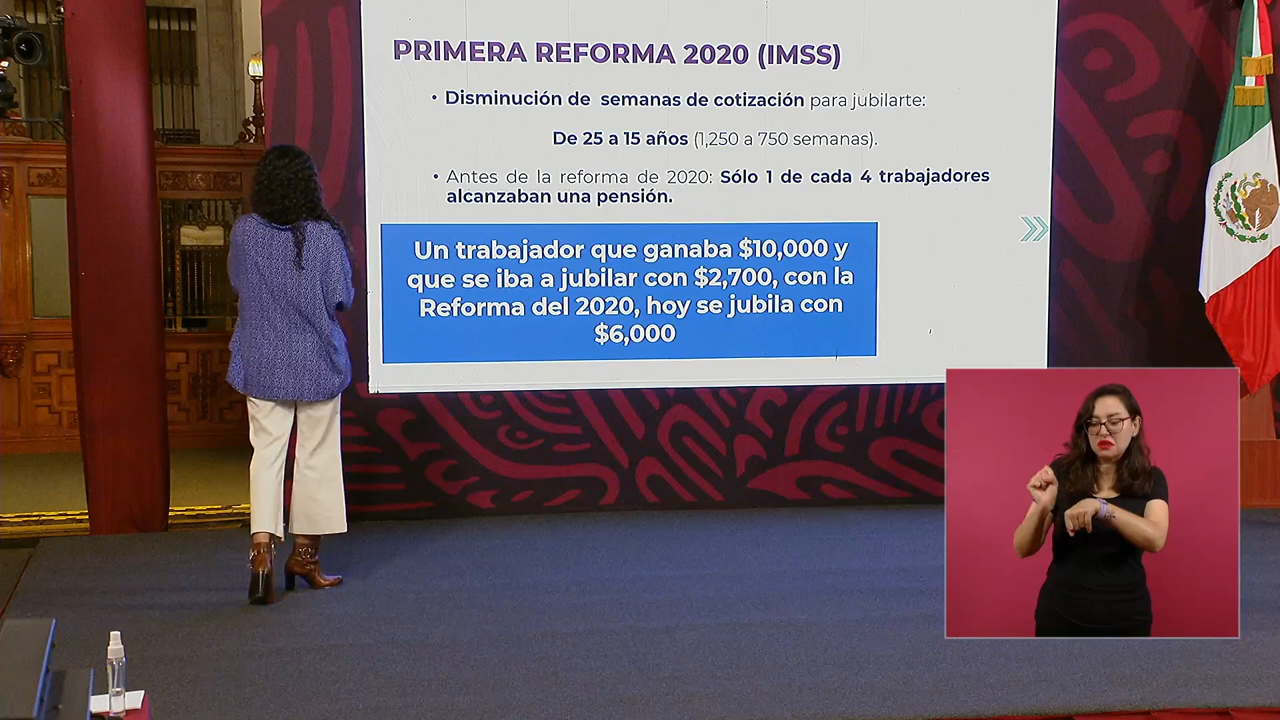 PRIMERA REFORMA 2020 (IMSS)
• Disminución de semanas de cotización para jubilarte:
De 25 a 15 años (1,250 a 750 semanas).
• Antes de la reforma de 2020: Sólo 1 de cada 4 trabajadores
alcanzaban una pensión.
Un trabajador que ganaba $10,000 y
que se iba a jubilar con $2,700, con la
Reforma del 2020, hoy se jubila con
$6,000